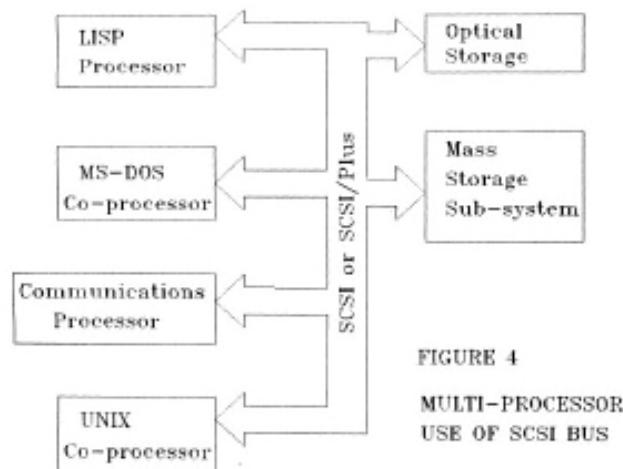 LISP
Processor
Optical
Storage
MS-DOS
Co-processor
Mass
Storage
Sub-system
SCSI or SCSI/Plus
Communications
Processor
UNIX
Co-processor
FIGURE 4
MULTI-PROCESSOR
USE OF SCSI BUS